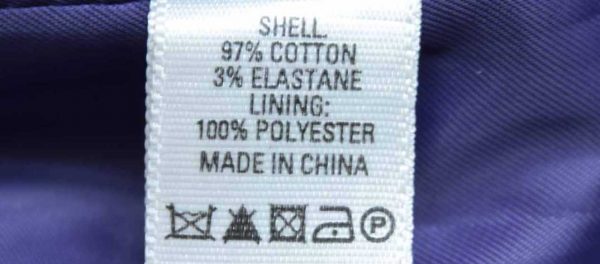 SHELL:
97% COTTON
3% ELASTANE
LINING:
100% POLYESTER
MADE IN CHINA
P